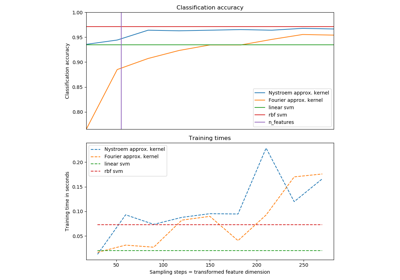 Classification accuracy
1.00
0.95
0.90
0.85
0.80
Classification accuracy
Nystroem approx. kernel
Fourier approx. kernel
linear svm
rbf svm
n_features
Training times
Nystroem approx. kernel
Fourier approx. kernel
linear svm
rbf svm
0.20
0.15
0.10
0.05
Training time in seconds
50
100
150
200
250
Sampling steps = transformed feature dimension